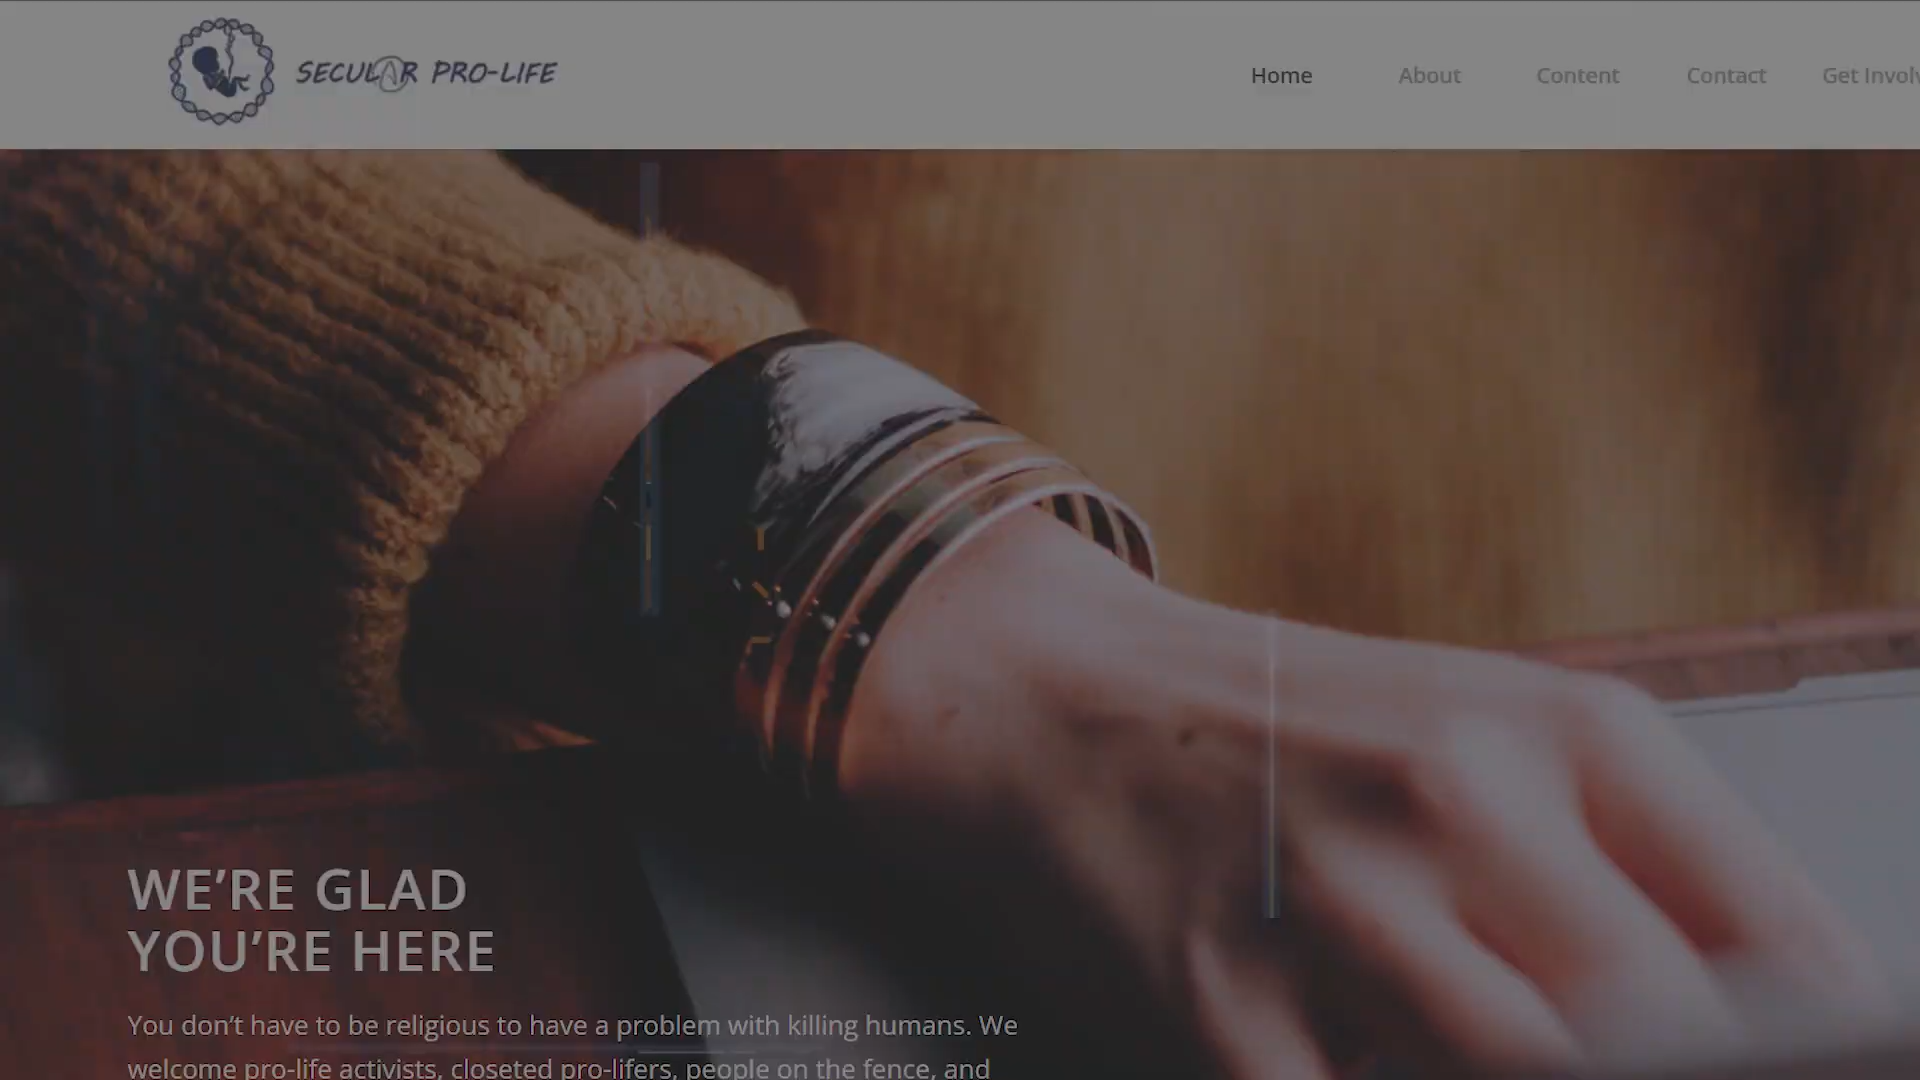 SECULAR PRO-LIFE
Home
About
Content
Contact
Get Involv
WE'RE GLAD
YOU'RE HERE
You don't have to be religious to have a problem with killing humans. We
welcome pro-life activists, closeted pro-lifers, people on the fence, and